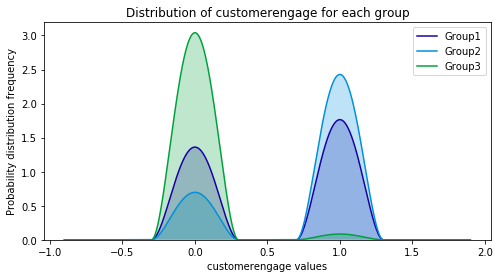 Distribution of customerengage for each group
Probability distribution frequency
3.0
2.5
2.0
1.5
1.0
0.5
0.0
Group1
Group2
Group3
−1.0 −0.5 0.0 0.5 1.0 1.5 2.0
customerengage values